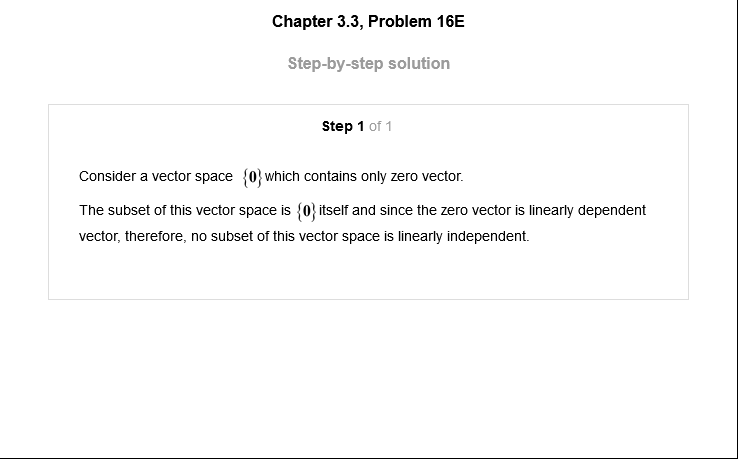 Chapter 3.3, Problem 16E
Step-by-step solution
Step 1 of 1
Consider a vector space {0} which contains only zero vector.
The subset of this vector space is {0} itself and since the zero vector is linearly dependent
vector, therefore, no subset of this vector space is linearly independent.